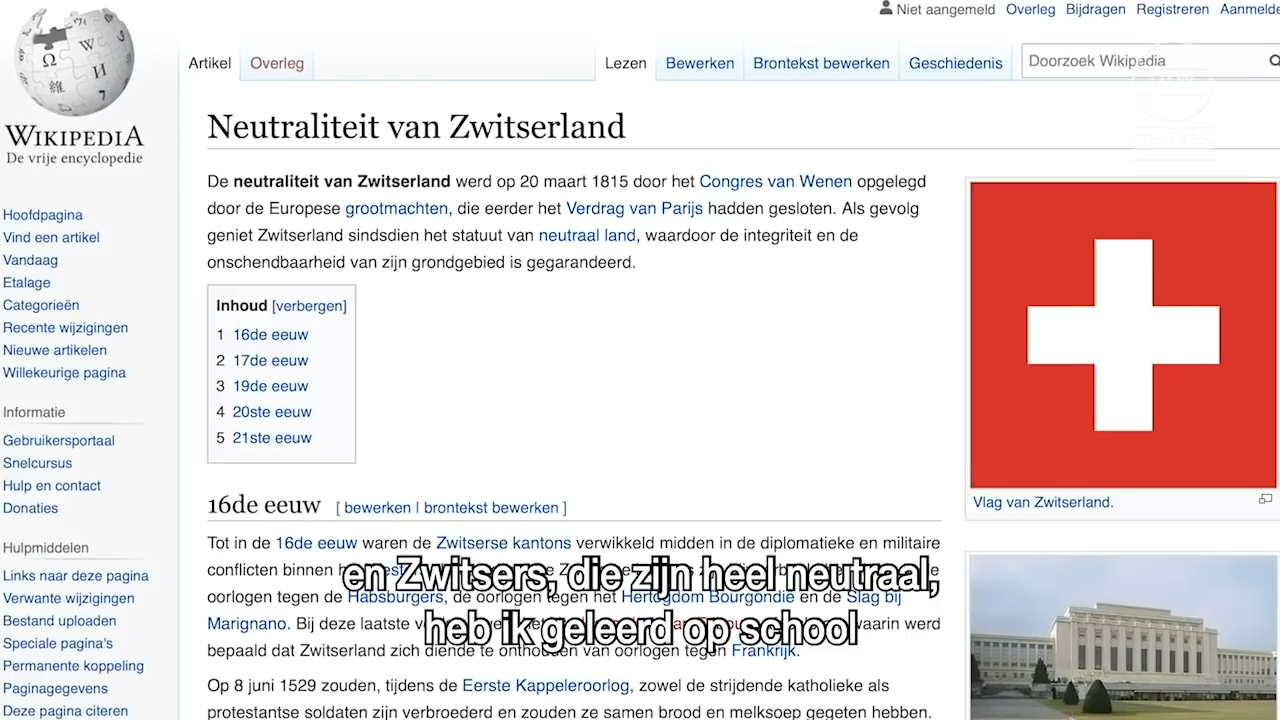 Niet aangemeld Overleg Bijdragen Registreren Aanmelde
Artikel Overleg Lezen Bewerken Brontekst bewerken Geschiedenis Doorzoek Wikipedia
WIKIPEDIA
De vrije encyclopedie
Hoofdpagina
Vind een artikel
Vandaag
Etalage
Categorieën
Recente wijzigingen
Nieuwe artikelen
Willekeurige pagina
Informatie
Gebruikersportaal
Snelcursus
Hulp en contact
Donaties
Hulpmiddelen
Links naar deze pagina
Verwante wijzigingen
Bestand uploaden
Speciale pagina's
Permanente koppeling
Paginagegevens
Deze pagina citeren
Neutraliteit van Zwitserland
De neutraliteit van Zwitserland werd op 20 maart 1815 door het Congres van Wenen opgelegd
door de Europese grootmachten, die eerder het Verdrag van Parijs hadden gesloten. Als gevolg
geniet Zwitserland sindsdien het statuut van neutraal land, waardoor de integriteit en de
onschendbaarheid van zijn grondgebied is gegarandeerd.
Inhoud [verbergen]
1 16de eeuw
2 17de eeuw
3 19de eeuw
4 20ste eeuw
5 21ste eeuw
Vlag van Zwitserland.
16de eeuw [ bewerken | brontekst bewerken ]
Tot in de 16de eeuw waren de Zwitserse kantons verwikkeld midden in de diplomatieke en militaire
conflicten binnen
oorlogen tegen de Habsburgers, de oorlogen tegen het Hertogdom Bourgondië en de Slag bij
Marignano. Bij deze laatste waarin werd
bepaald dat Zwitserland zich diende te onthouden van oorlogen tegen Frankrijk.
Op 8 juni 1529 zouden, tijdens de Eerste Kappeleroorlog, zowel de strijdende katholieke als
protestantse soldaten zijn verbroederd en zouden ze samen brood en melksoep gegeten hebben.
en Zwitsers, die zijn heel neutraal,
heb ik geleerd op school